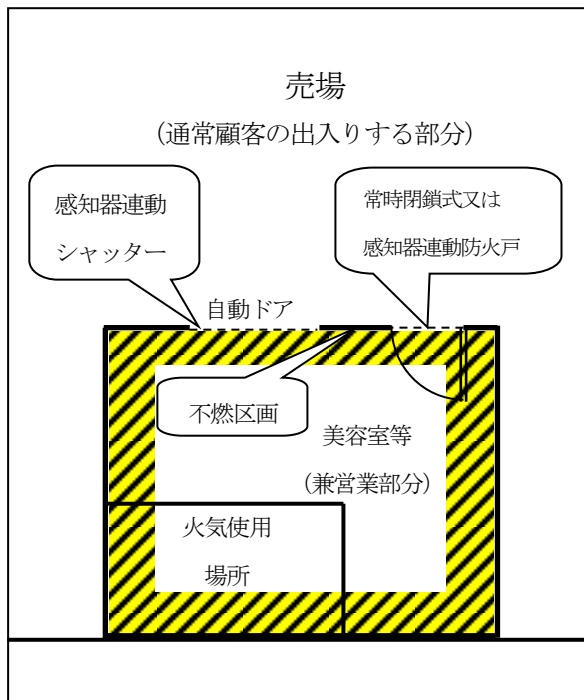 売場
（通常顧客の出入りする部分）
感知器連動
シャッター
常時閉鎖式又は
感知器連動防火戸
自動ドア
不燃区画
美容室等
（兼営業部分）
火気使用
場所